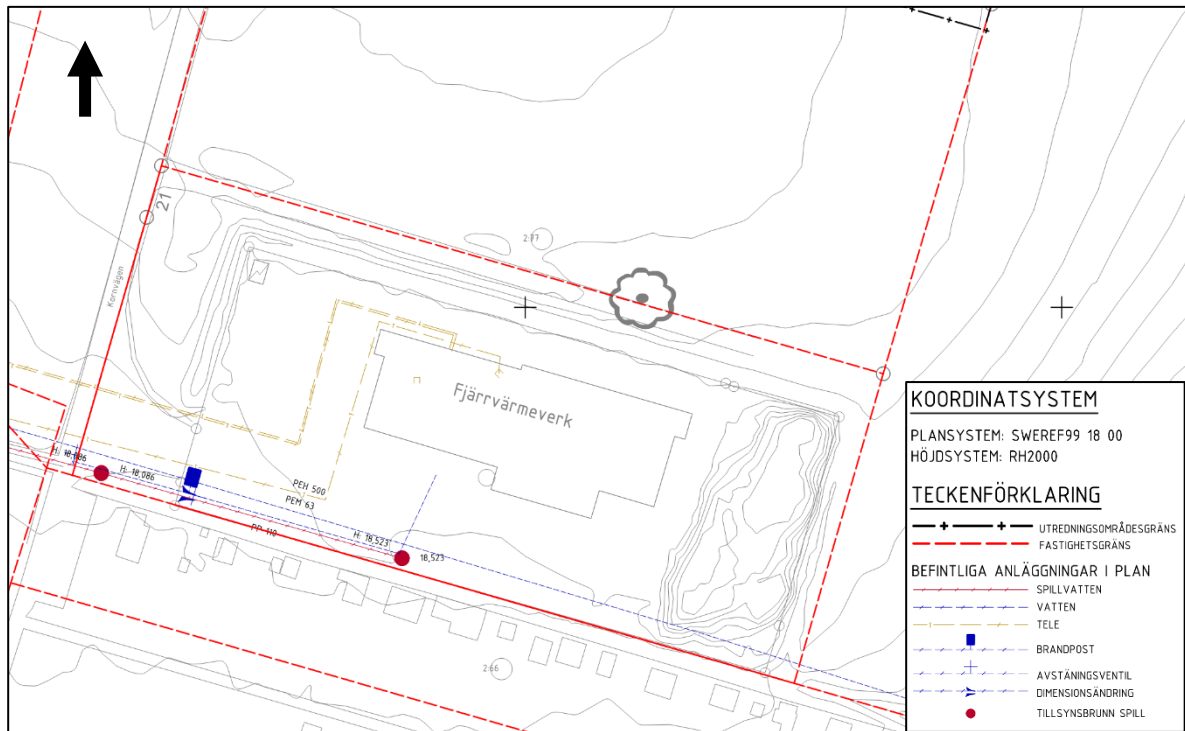 21
Kornvägen
2:77
Fjärrvärmeverk
H: 18,086
H: 18,086
PEH 500
PEM 63
PP 110
H: 18,523
18,523
2:66
KOORDINATSYSTEM
PLANSYSTEM: SWEREF99 18 00
HÖJDSYSTEM: RH2000
TECKENFÖRKLARING
UTREDNINGSOMRÅDESGRÄNS
FASTIGHETSGRÄNS
BEFINTLIGA ANLÄGGNINGAR I PLAN
SPILLVATTEN
VATTEN
TELE
BRANDPOST
AVSTÄNINGSVENTIL
DIMENSIONSÄNDRING
TILLSYNSBRUNN SPILL